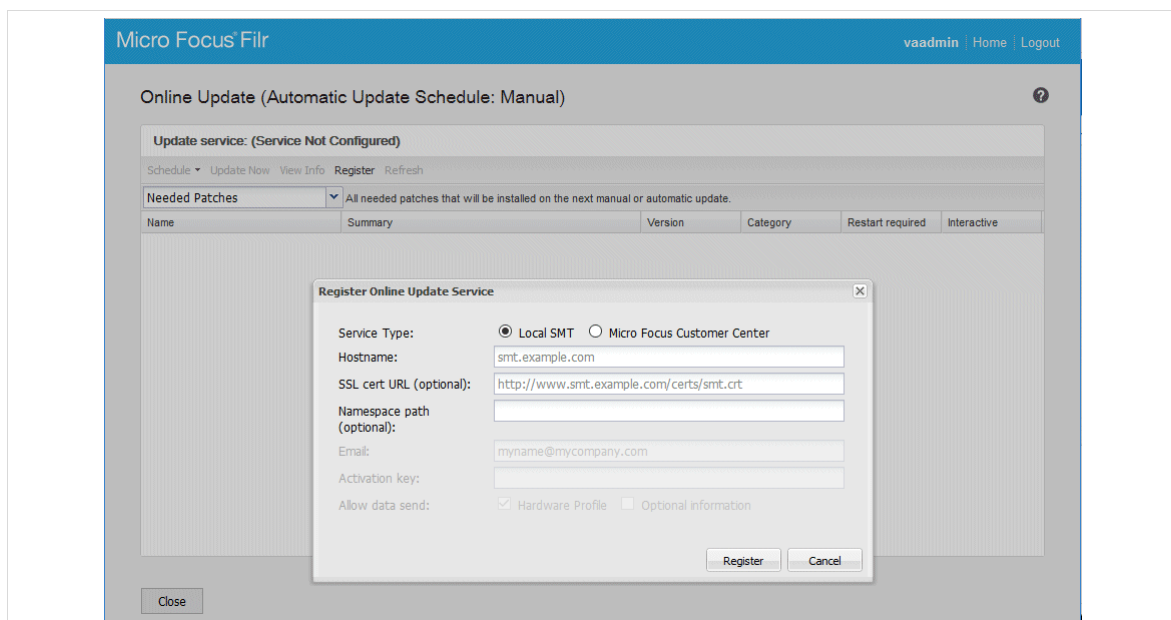 Micro Focus® Filr
vaadmin Home Logout
Online Update (Automatic Update Schedule: Manual)
?
Update service: (Service Not Configured)
Schedule Update Now View Info Register Refresh
Needed Patches All needed patches that will be installed on the next manual or automatic update.
Name Summary Version Category Restart required Interactive
Register Online Update Service
Service Type: Local SMT Micro Focus Customer Center
Hostname: smt.example.com
SSL cert URL (optional): http://www.smt.example.com/certs/smt.crt
Namespace path
(optional):
Email: myname@mycompany.com
Activation key:
Allow data send: Hardware Profile Optional information
Register Cancel
Close